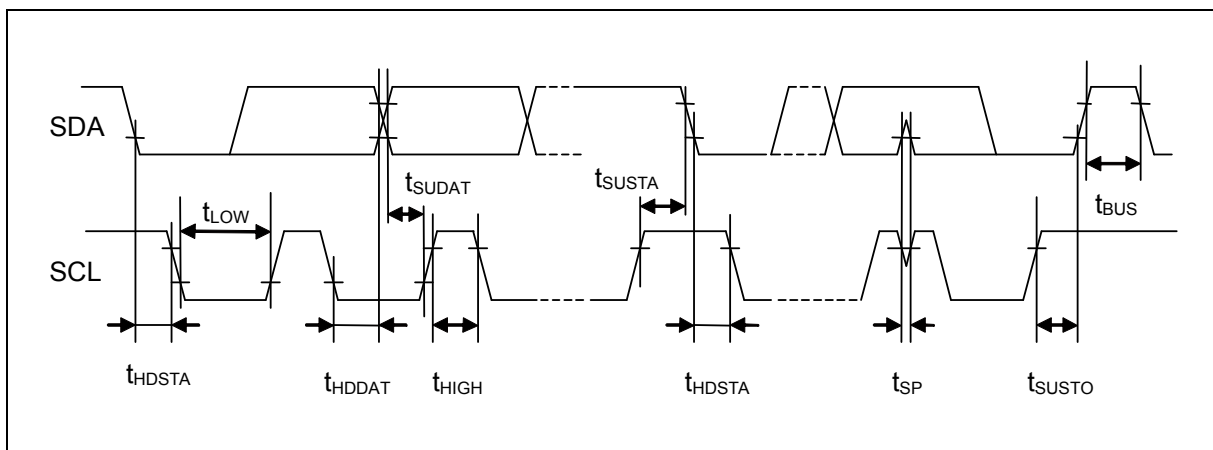 SDA
tSUDAT
tSUSTA
tBUS
tLOW
SCL
tHDSTA
tHDDAT
tHIGH
tHDSTA
tSP
tSUSTO